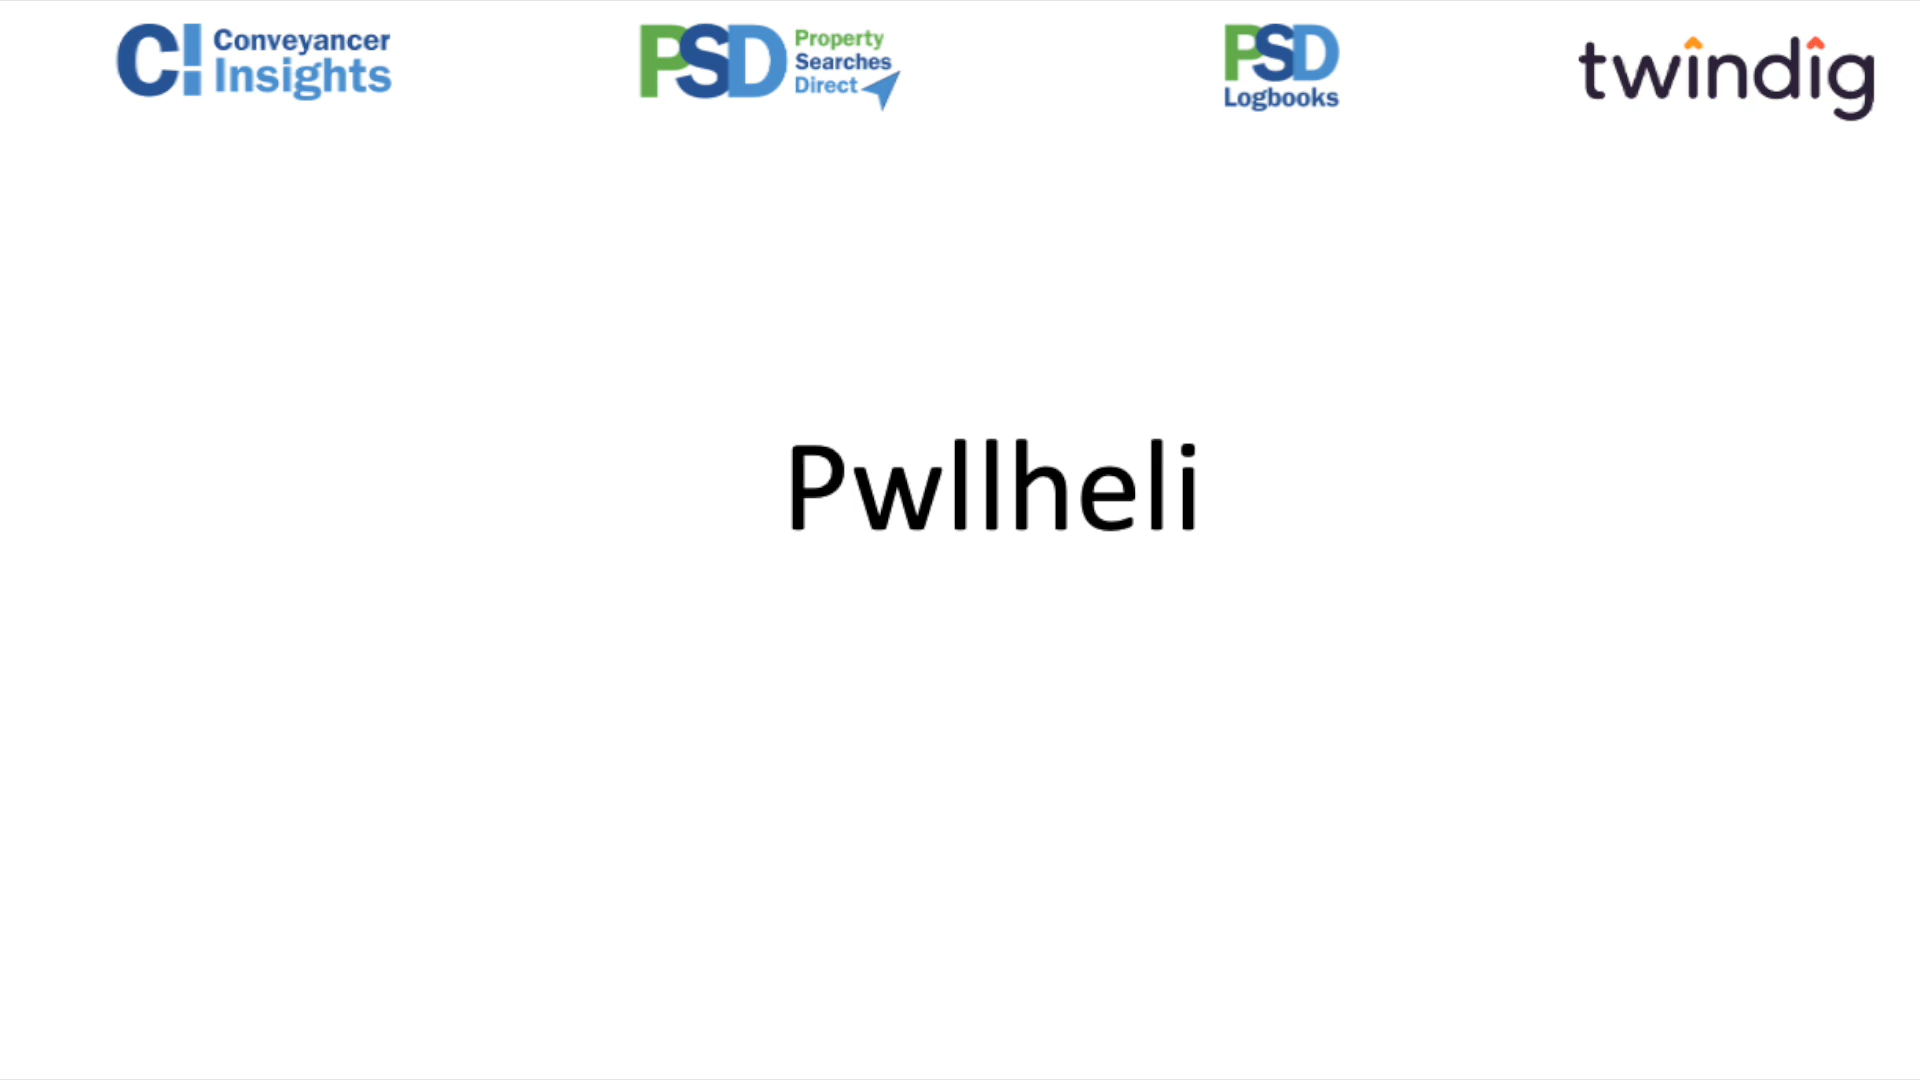 C! Conveyancer Insights
PSD Property Searches Direct
PSD Logbooks
twindig
Pwllheli